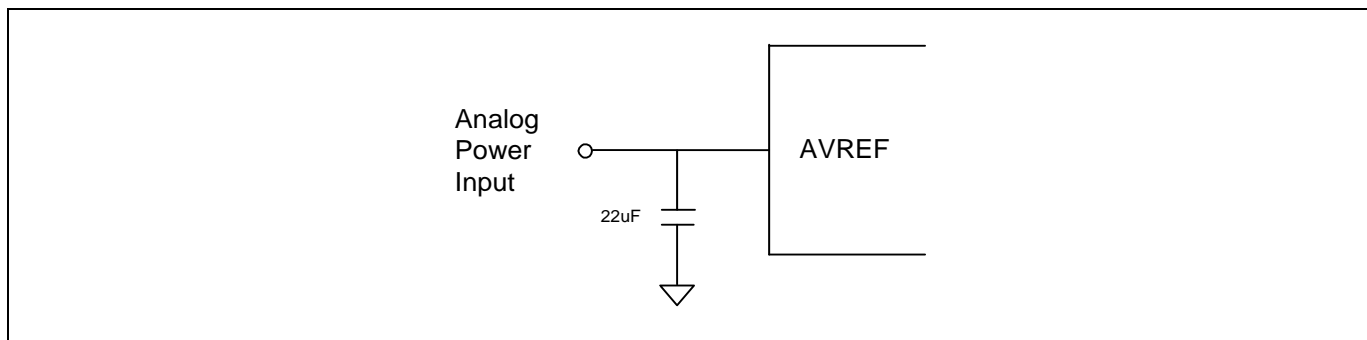 Analog
Power
Input
AVREF
22uF